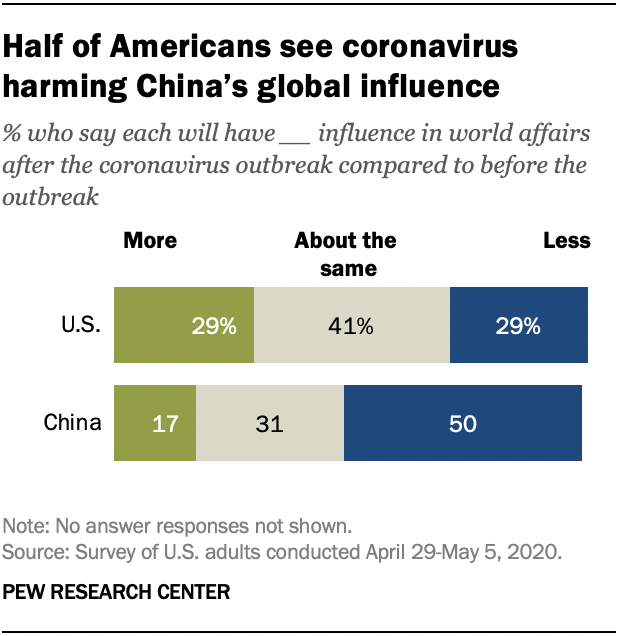 Half of Americans see coronavirus
harming China's global influence
% who say each will have __ influence in world affairs
after the coronavirus outbreak compared to before the
outbreak
More About the Less
same
U.S. 29% 41% 29%
China 17 31 50
Note: No answer responses not shown.
Source: Survey of U.S. adults conducted April 29-May 5, 2020.
PEW RESEARCH CENTER